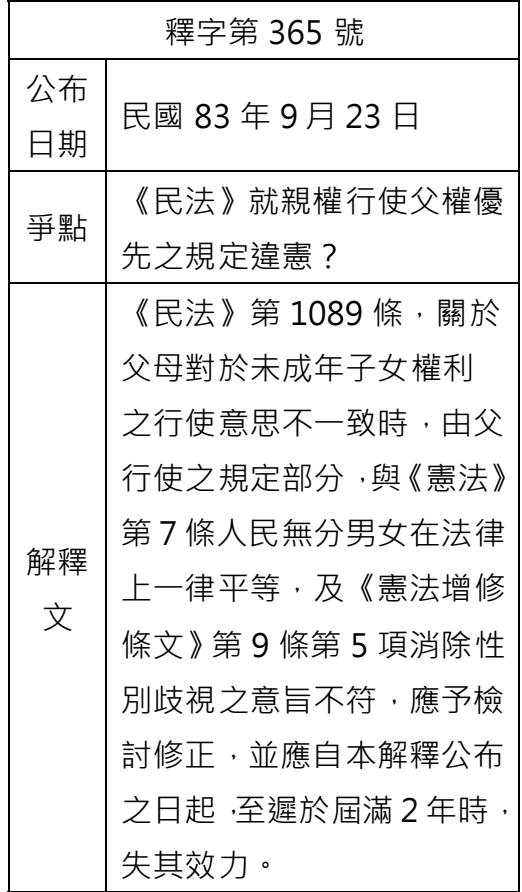 釋字第 365 號
公布
日期
民國 83 年 9 月 23 日
爭點
《民法》就親權行使父權優
先之規定違憲？
解釋
文
《民法》第 1089 條，關於
父母對於未成年子女權利
之行使意思不一致時，由父
行使之規定部分，與《憲法》
第 7 條人民無分男女在法律
上一律平等，及《憲法增修
條文》第 9 條第 5 項消除性
別歧視之意旨不符，應予檢
討修正，並應自本解釋公布
之日起，至遲於屆滿 2 年時，
失其效力。